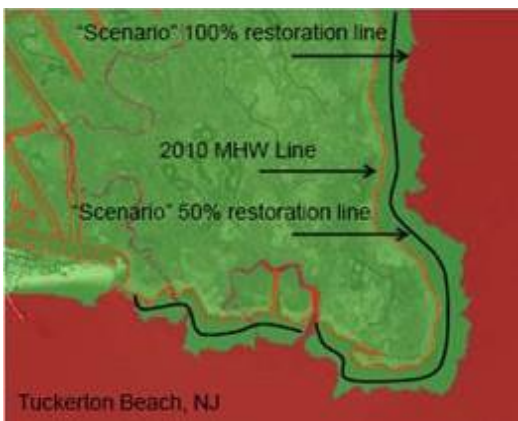 "Scenario" 100% restoration line
2010 MHW Line
"Scenario" 50% restoration line
Tuckerton Beach, NJ